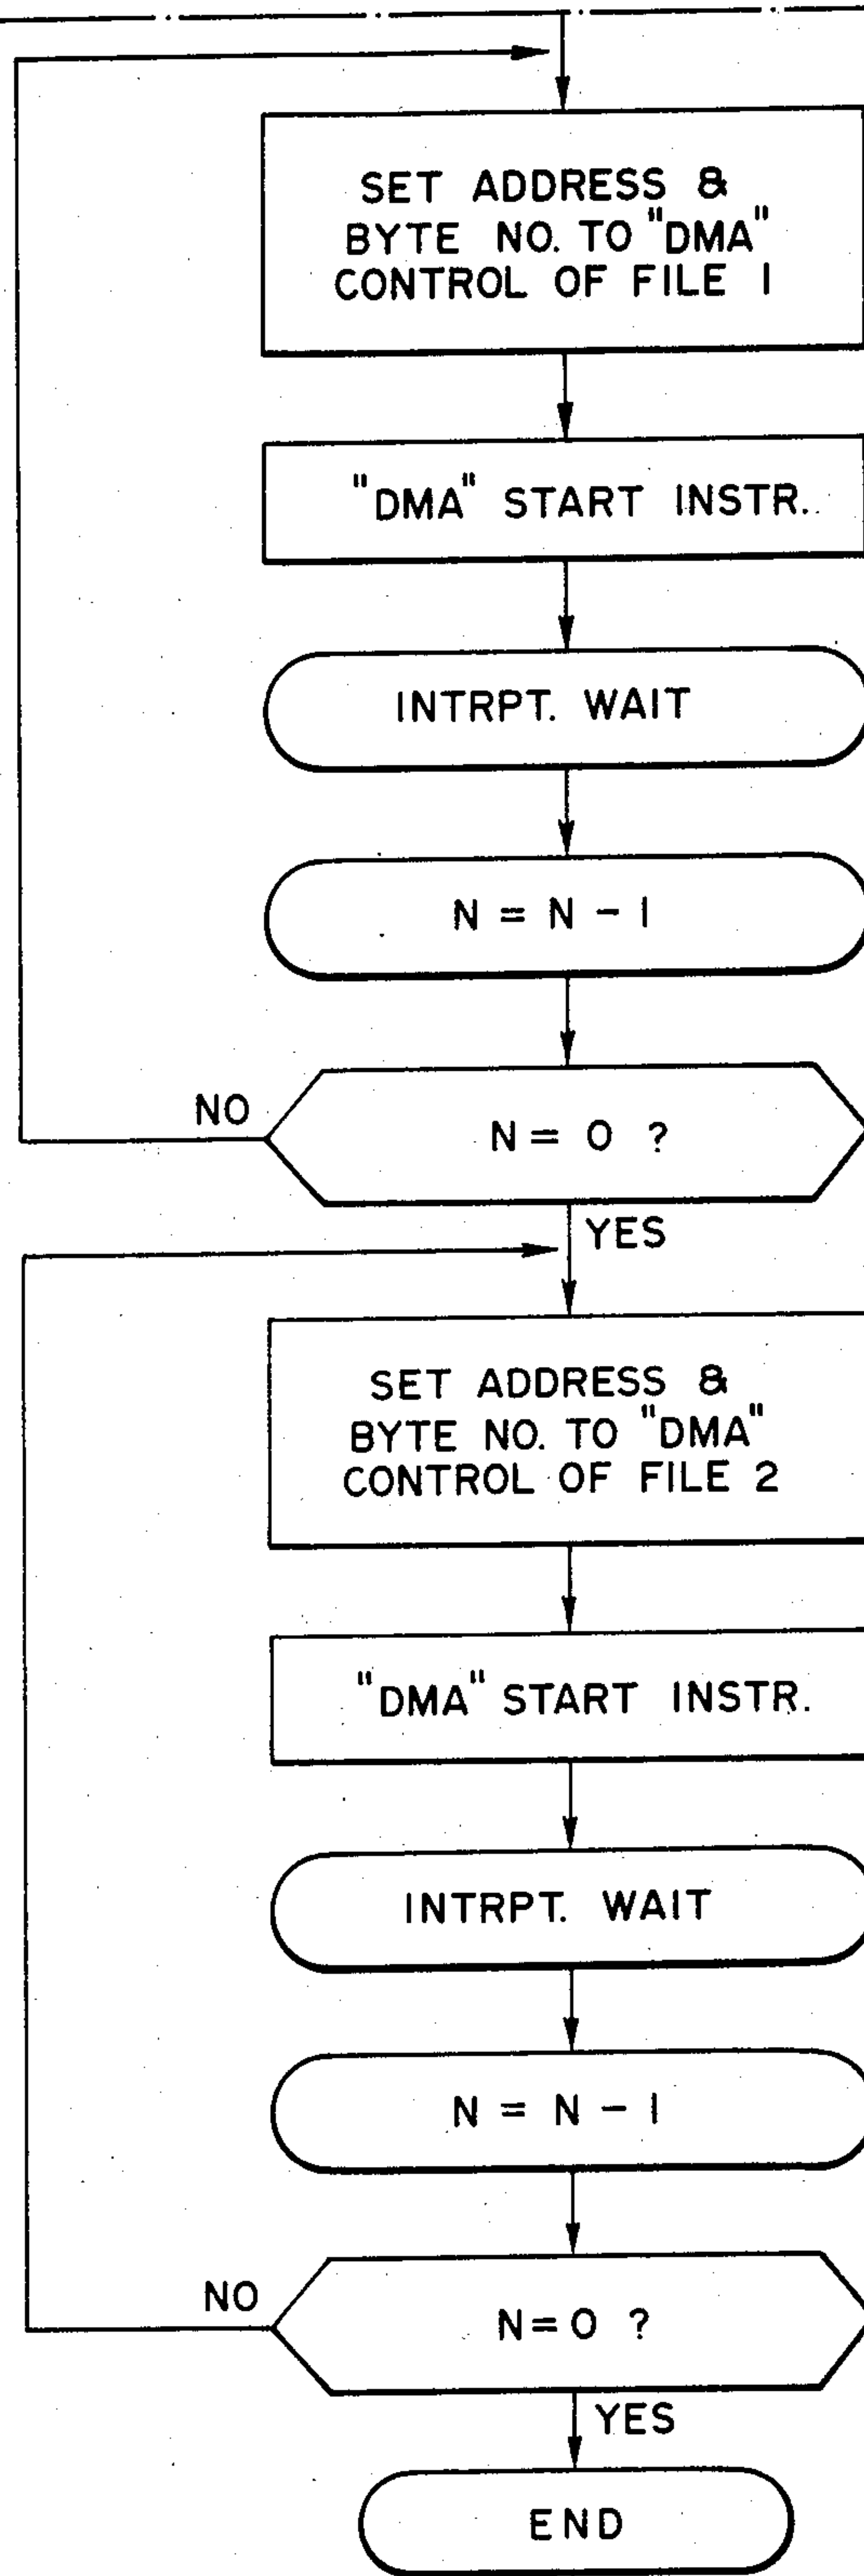 SET ADDRESS &
BYTE NO. TO "DMA"
CONTROL OF FILE 1
"DMA" START INSTR.
INTRPT. WAIT
N = N - 1
NO
N = 0 ?
YES
SET ADDRESS &
BYTE NO. TO "DMA"
CONTROL OF FILE 2
"DMA" START INSTR.
INTRPT. WAIT
N = N - 1
NO
N = 0 ?
YES
END